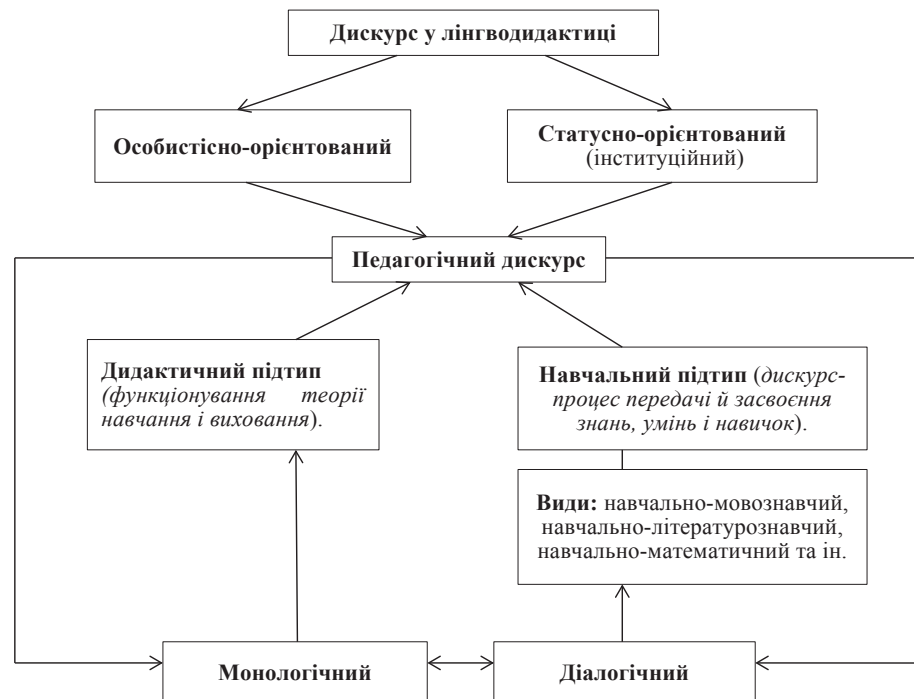 Дискурс у лінгводидактиці
Особистісно-орієнтований
Статусно-орієнтований
(інституційний)
Педагогічний дискурс
Дидактичний підтип
(функціонування теорії
навчання і виховання).
Навчальний підтип (дискурс-
процес передачі й засвоєння
знань, умінь і навичок).
Види: навчально-мовознавчий,
навчально-літературознавчий,
навчально-математичний та ін.
Монологічний
Діалогічний